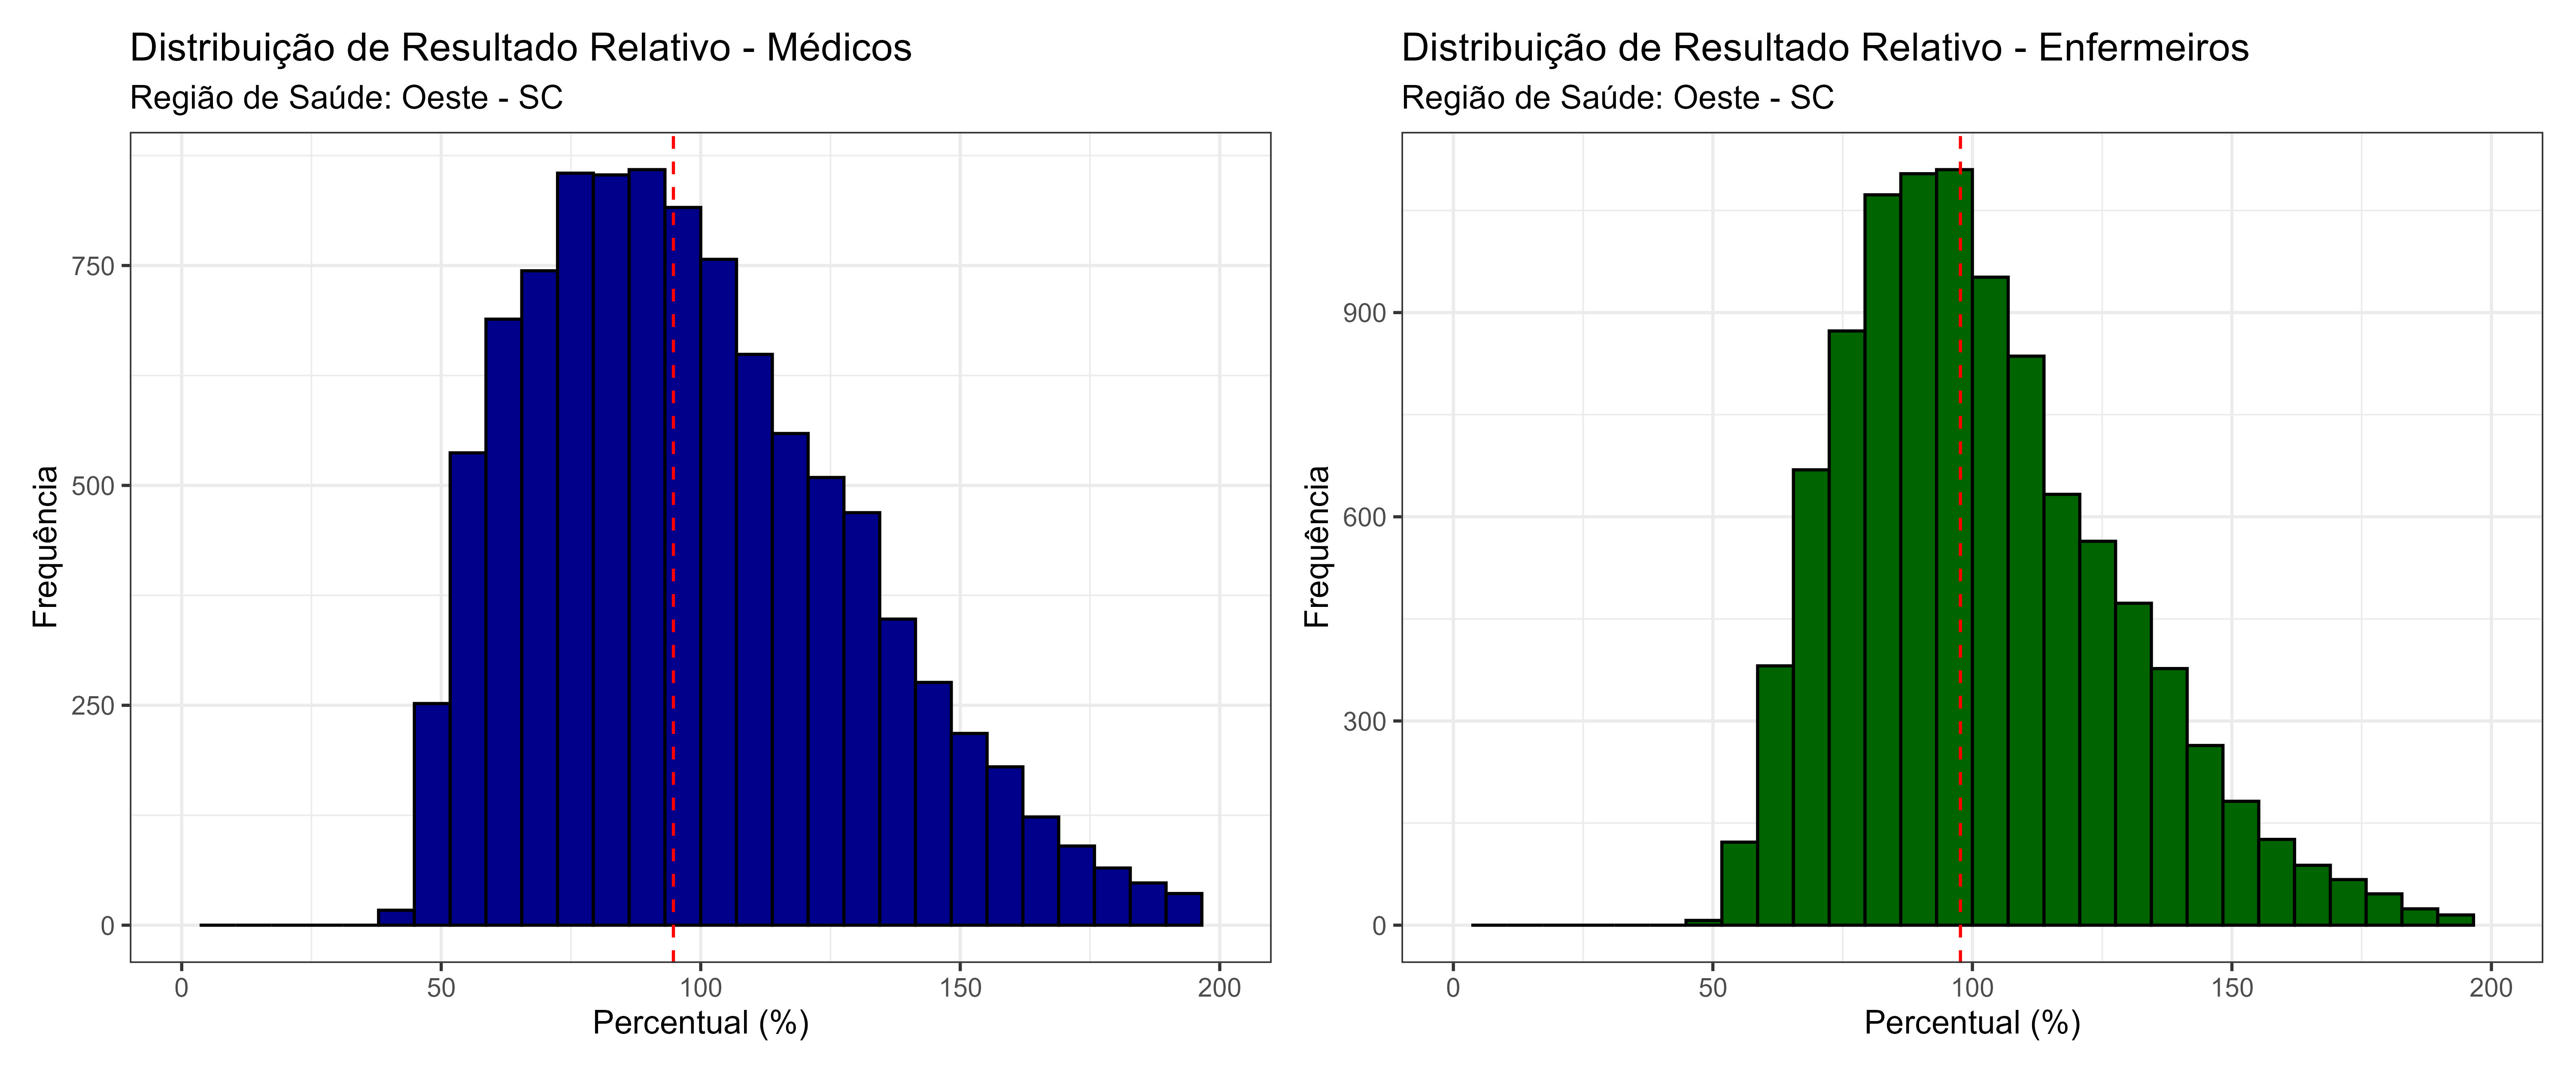 Distribuição de Resultado Relativo - Médicos
Região de Saúde: Oeste - SC
Frequência
750
500
250
0
0 50 100 150 200
Percentual (%)
Distribuição de Resultado Relativo - Enfermeiros
Região de Saúde: Oeste - SC
Frequência
900
600
300
0
0 50 100 150 200
Percentual (%)